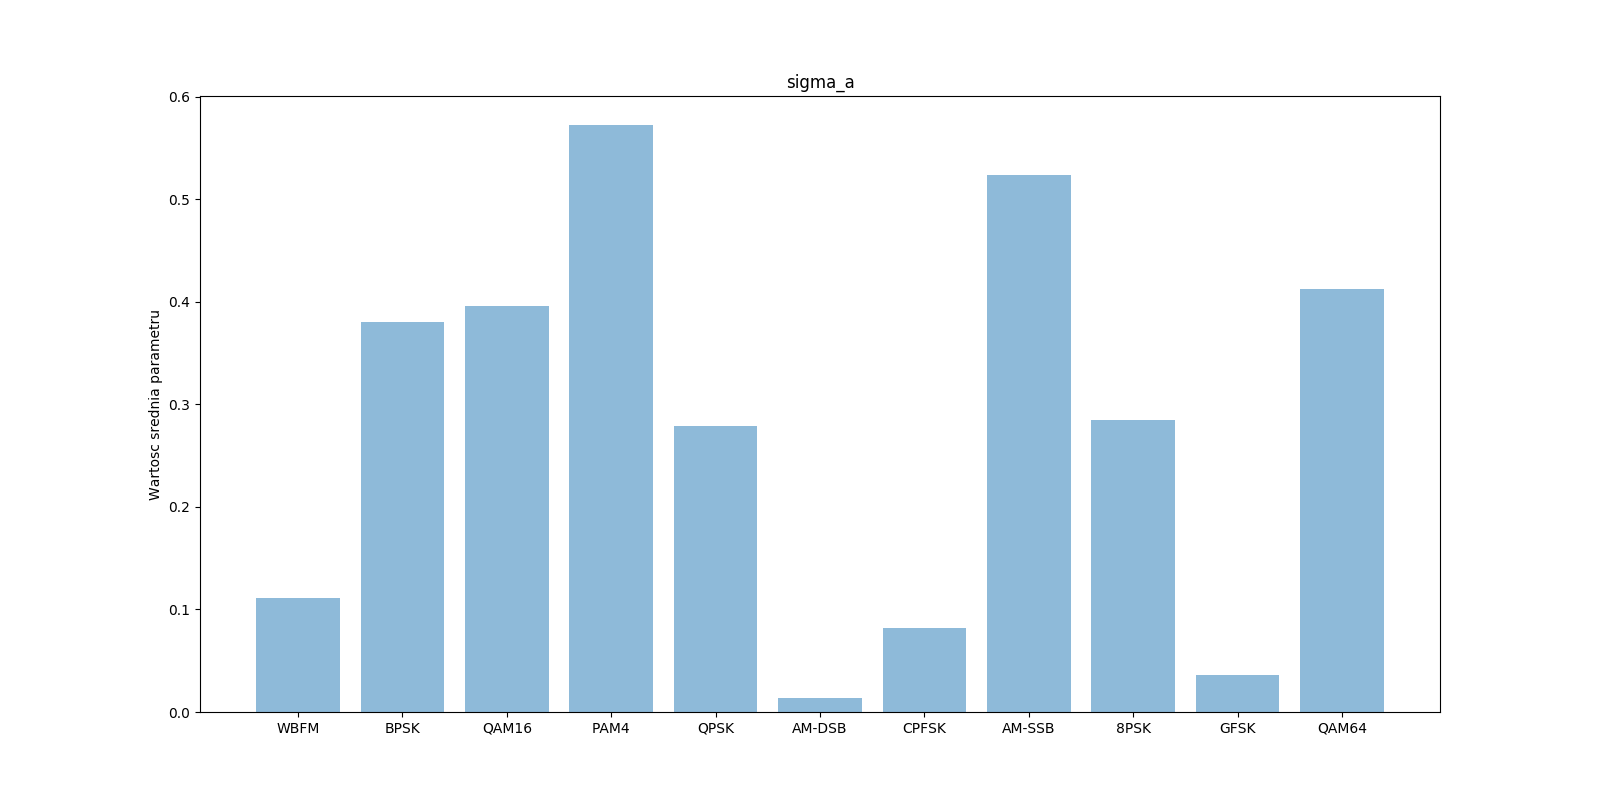 sigma_a
Wartosc srednia parametru
0.6
0.5
0.4
0.3
0.2
0.1
0.0
WBFM BPSK QAM16 PAM4 QPSK AM-DSB CPFSK AM-SSB 8PSK GFSK QAM64